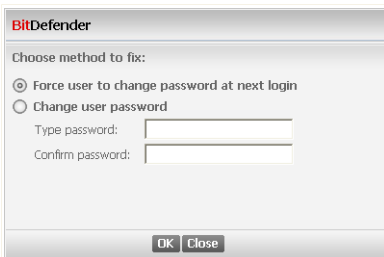 BitDefender
Choose method to fix:
Force user to change password at next login
Change user password
Type password:
Confirm password:
OK Close